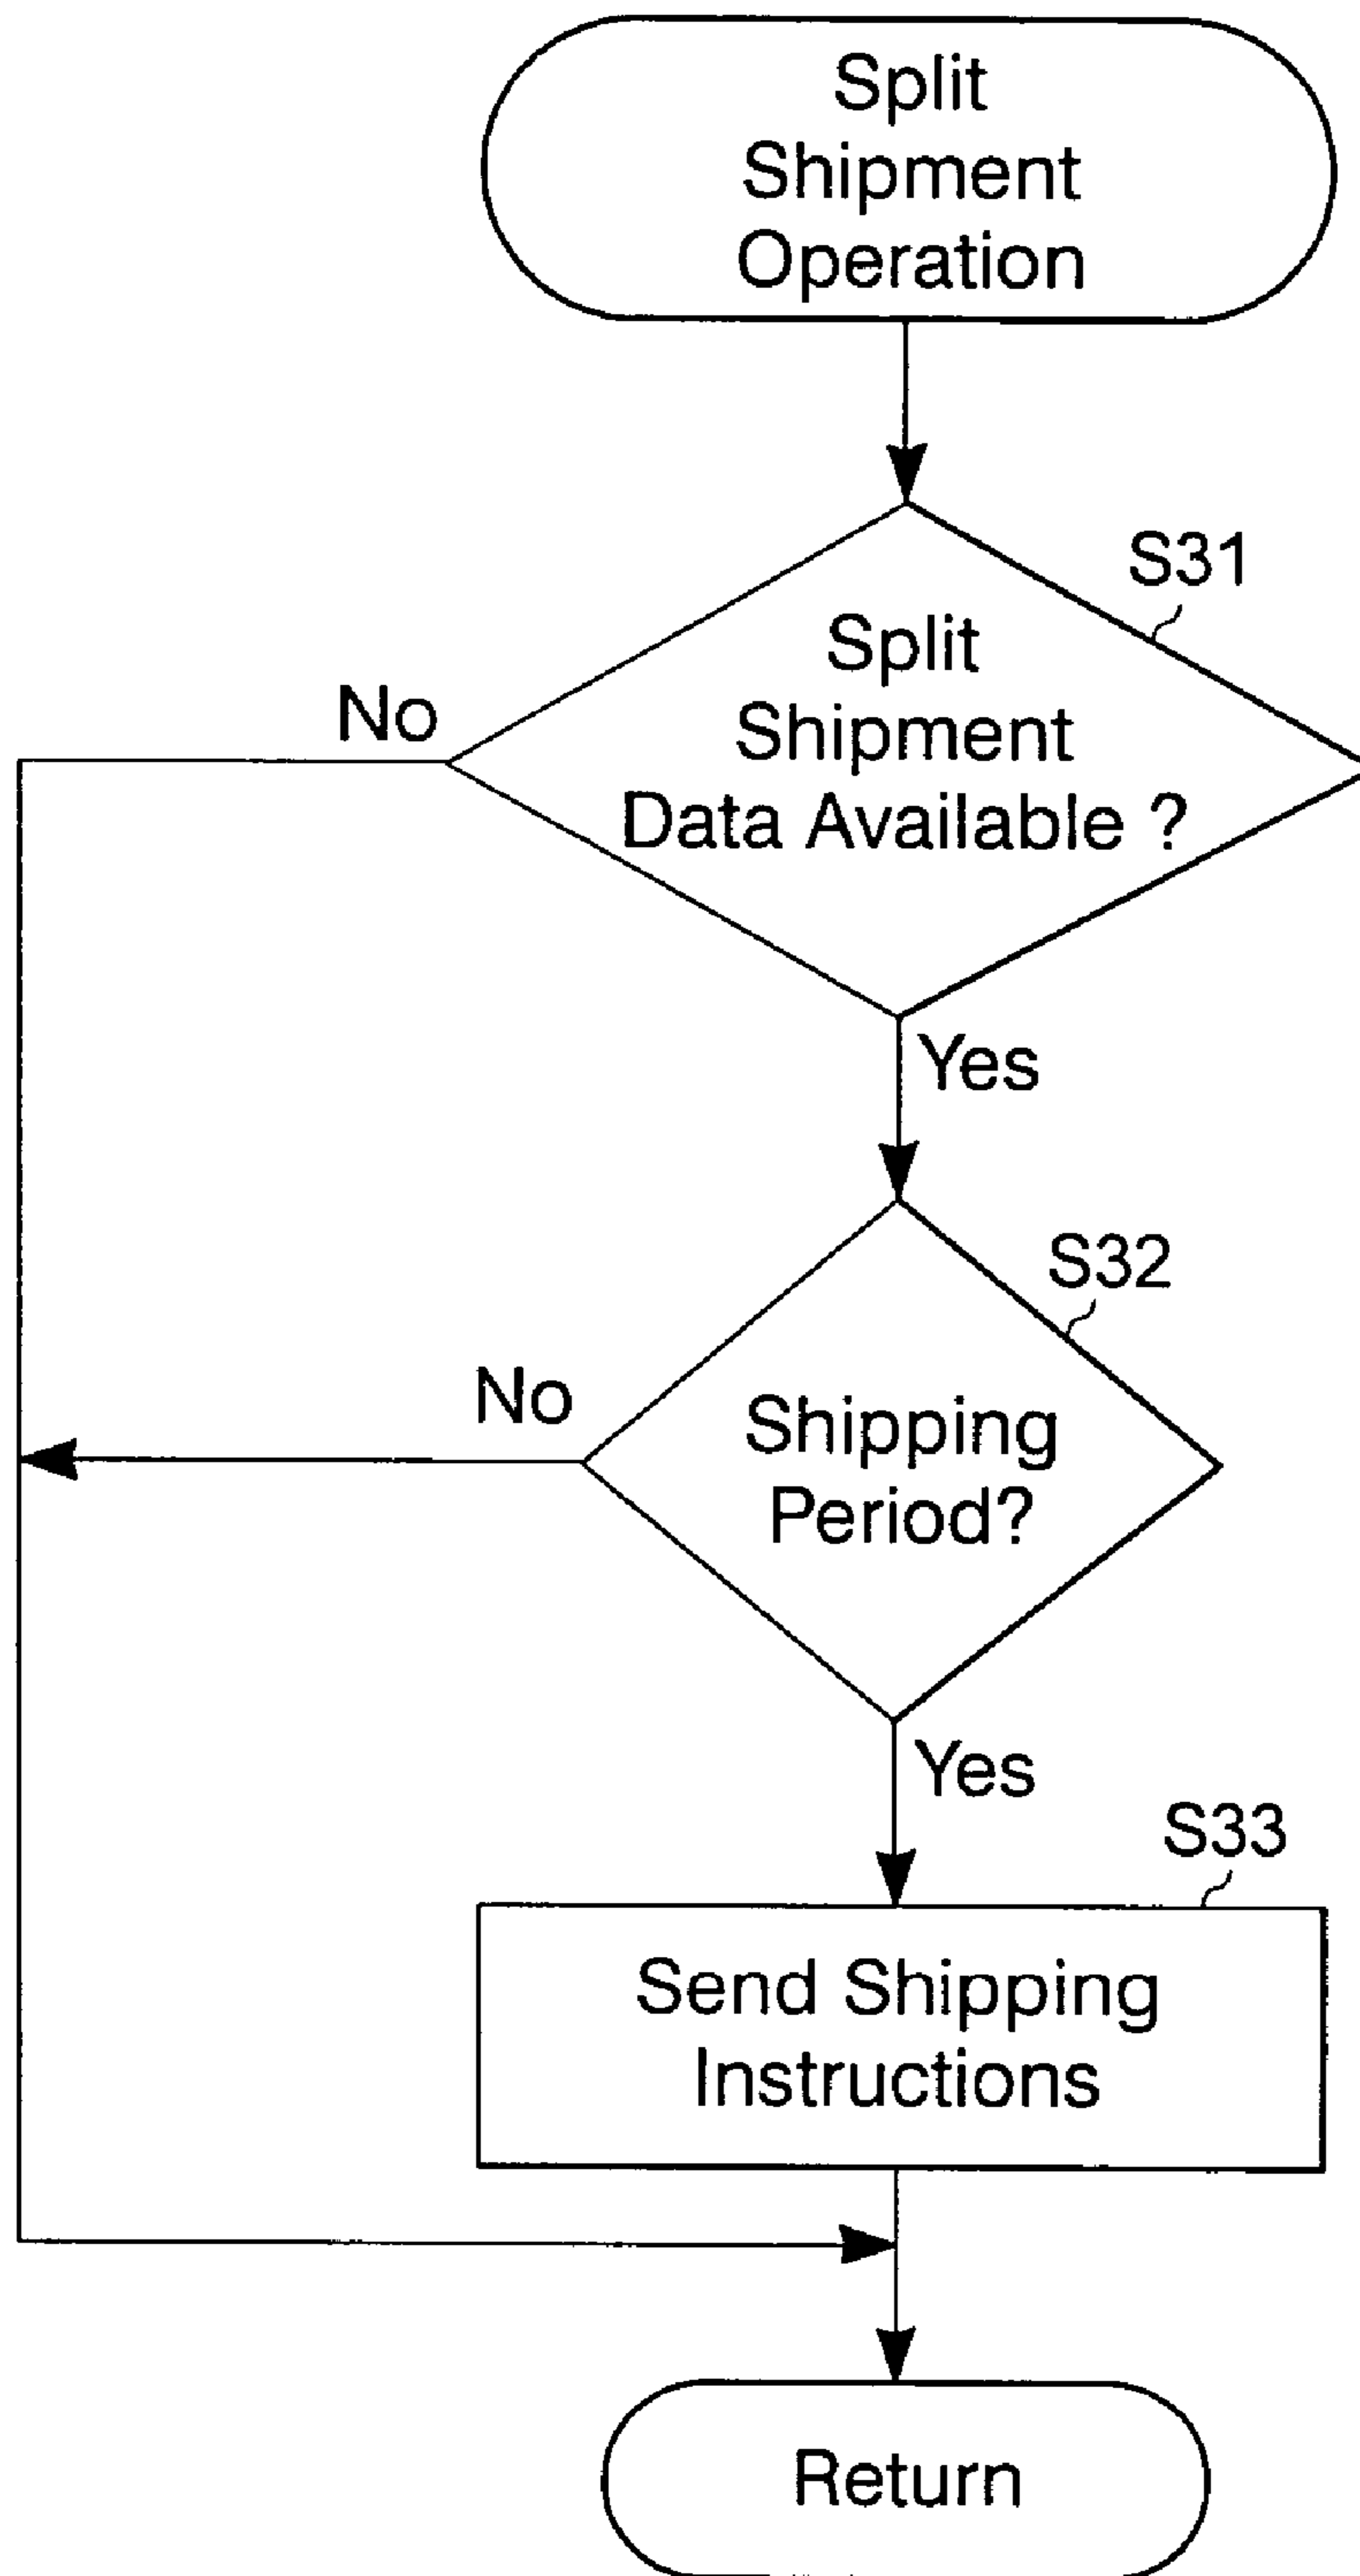 Split
Shipment
Operation
S31
Split
Shipment
Data Available ?
No
Yes
S32
No
Shipping
Period?
Yes
S33
Send Shipping
Instructions
Return